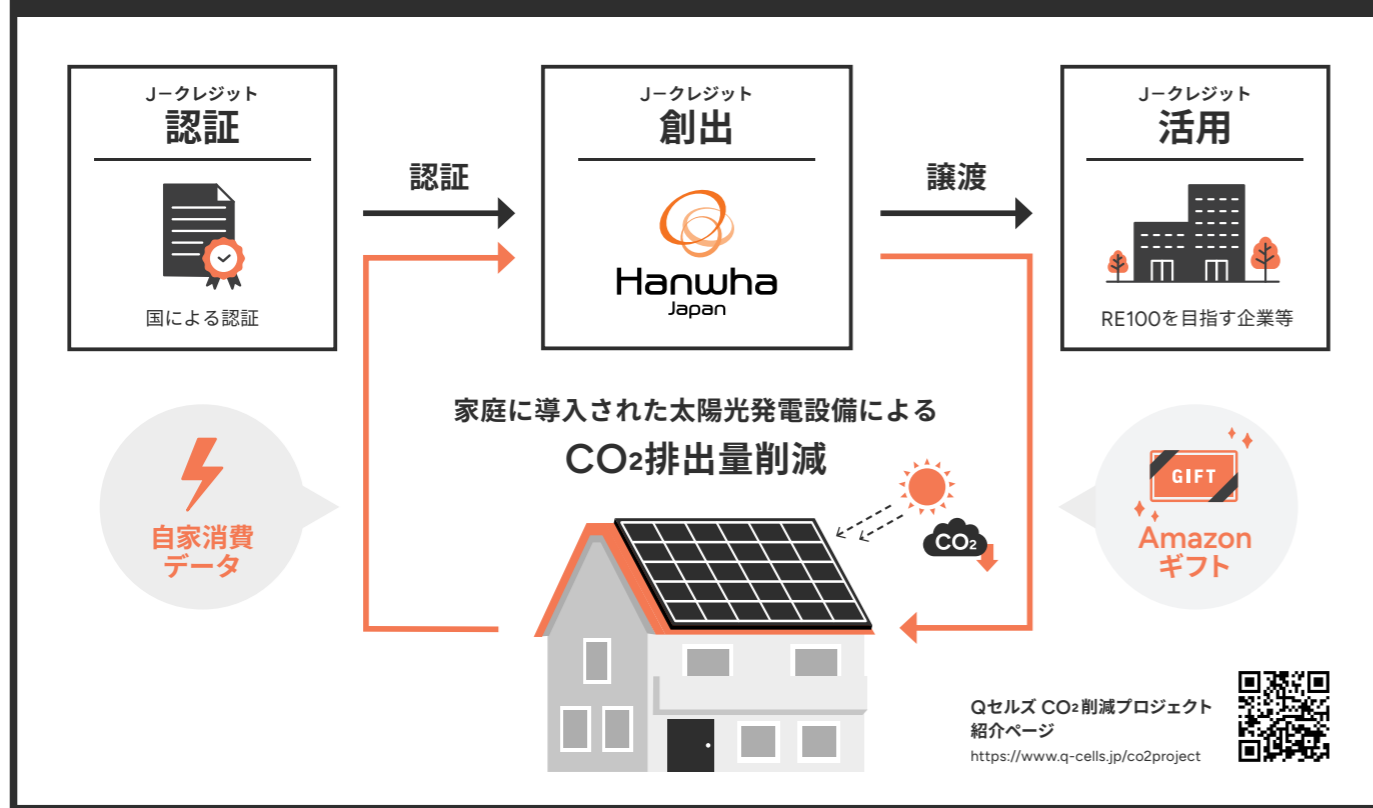 J－クレジット
認証
国による認証
認証
J－クレジット
創出
Hanwha
Japan
譲渡
J－クレジット
活用
RE100を目指す企業等
家庭に導入された太陽光発電設備による
CO2排出量削減
自家消費
データ
CO2
GIFT
Amazon
ギフト
Qセルズ CO2削減プロジェクト
紹介ページ
https://www.q-cells.jp/co2project